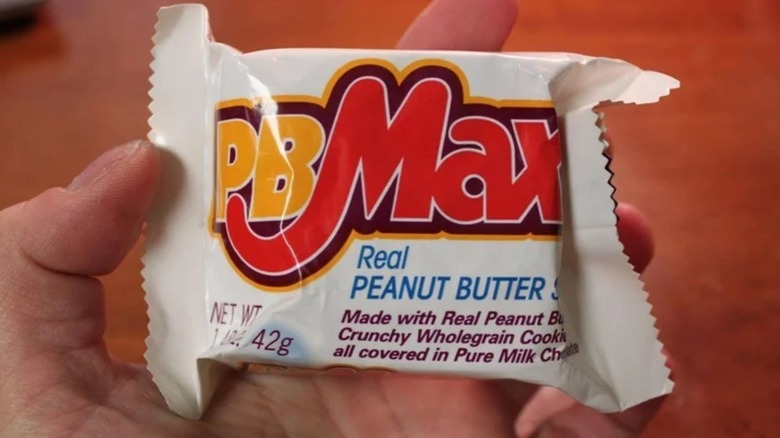 PB Max
Real
PEANUT BUTTER
NET WT
42g
Made with Real Peanut
Crunchy Wholegrain
all covered in Pure Milk